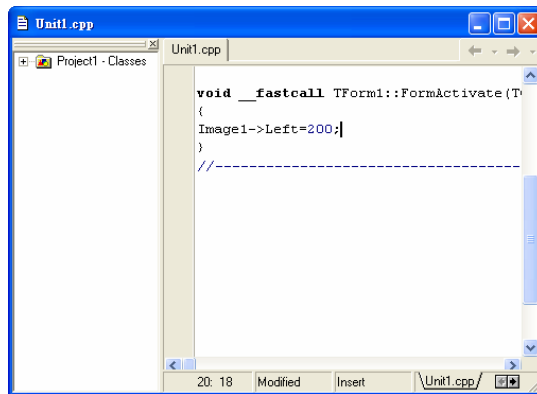 Unit1.cpp
Project1 - Classes
Unit1.cpp
void __fastcall TForm1::FormActivate(T
{
Image1->Left=200;
}
//-----------------------------------
20: 18 Modified Insert \Unit1.cpp/